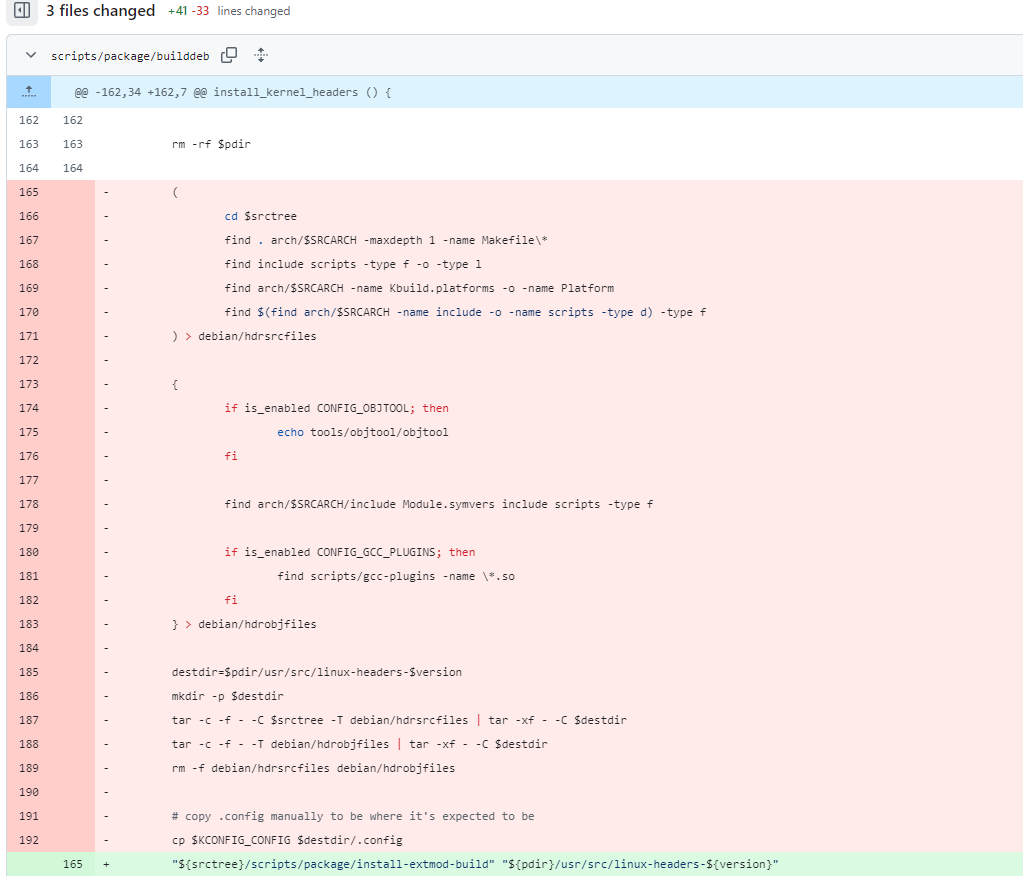 3 files changed +41 -33 lines changed
scripts/package/builddeb
@@ -162,34 +162,7 @@ install_kernel_headers () {
162 162
163 163 rm -rf $pdir
164 164
165 - (
166 - cd $srctree
167 - find . arch/$SRCARCH -maxdepth 1 -name Makefile\*
168 - find include scripts -type f -o -type l
169 - find arch/$SRCARCH -name Kbuild.platforms -o -name Platform
170 - find $(find arch/$SRCARCH -name include -o -name scripts -type d) -type f
171 - ) > debian/hdrsrcfiles
172 -
173 - {
174 - if is_enabled CONFIG_OBJTOOL; then
175 - echo tools/objtool/objtool
176 - fi
177 -
178 - find arch/$SRCARCH/include Module.symvers include scripts -type f
179 -
180 - if is_enabled CONFIG_GCC_PLUGINS; then
181 - find scripts/gcc-plugins -name \*.so
182 - fi
183 - } > debian/hdrobjfiles
184 -
185 - destdir=$pdir/usr/src/linux-headers-$version
186 - mkdir -p $destdir
187 - tar -c -f - -C $srctree -T debian/hdrsrcfiles | tar -xf - -C $destdir
188 - tar -c -f - -T debian/hdrobjfiles | tar -xf - -C $destdir
189 - rm -f debian/hdrsrcfiles debian/hdrobjfiles
190 -
191 - # copy .config manually to be where it's expected to be
192 - cp $KCONFIG_CONFIG $destdir/.config
165 + "${srctree}/scripts/package/install-extmod-build" "${pdir}/usr/src/linux-headers-${version}"